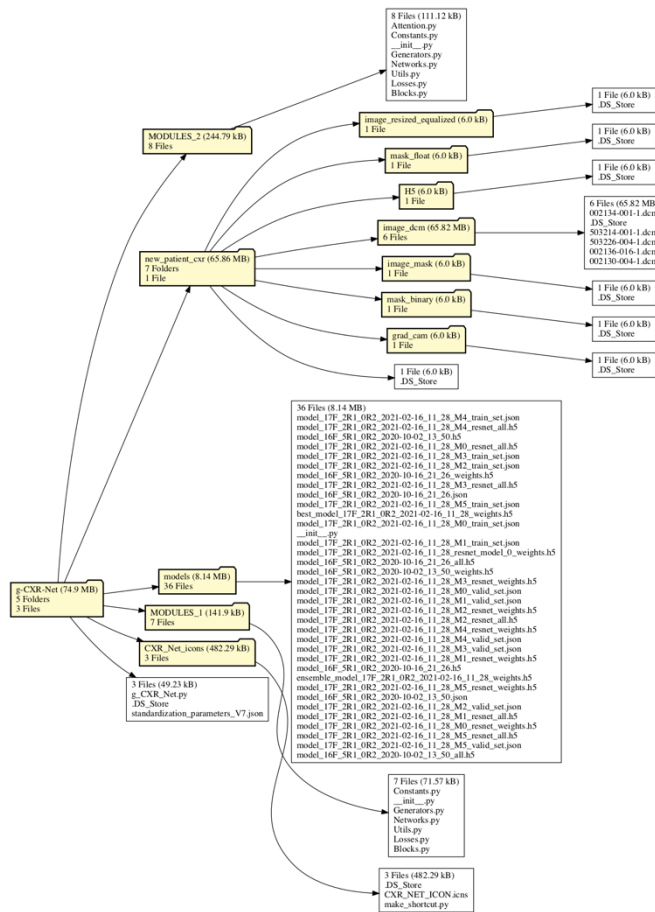 8 Files (111.12 kB)
Attention.py
Constants.py
__init__.py
Generators.py
Networks.py
Utils.py
Losses.py
Blocks.py
MODULES_2 (244.79 kB)
8 Files
image_resized_equalized (6.0 kB)
1 File
1 File (6.0 kB)
.DS_Store
mask_float (6.0 kB)
1 File
1 File (6.0 kB)
.DS_Store
H5 (6.0 kB)
1 File
1 File (6.0 kB)
.DS_Store
new_patient_cxr (65.86 MB)
7 Folders
1 File
image_dcm (65.82 MB)
6 Files
6 Files (65.82 MB)
002134-001-1.dcm
.DS_Store
503214-001-1.dcm
503226-004-1.dcm
002136-016-1.dcm
002130-004-1.dcm
image_mask (6.0 kB)
1 File
1 File (6.0 kB)
.DS_Store
mask_binary (6.0 kB)
1 File
1 File (6.0 kB)
.DS_Store
grad_cam (6.0 kB)
1 File
1 File (6.0 kB)
.DS_Store
1 File (6.0 kB)
.DS_Store
36 Files (8.14 MB)
model_17F_2R1_0R2_2021-02-16_11_28_M4_train_set.json
model_17F_2R1_0R2_2021-02-16_11_28_M4_resnet_all.h5
model_16F_5R1_0R2_2020-10-02_13_50.h5
model_17F_2R1_0R2_2021-02-16_11_28_M0_resnet_all.h5
model_17F_2R1_0R2_2021-02-16_11_28_M3_train_set.json
model_17F_2R1_0R2_2021-02-16_11_28_M2_train_set.json
model_16F_5R1_0R2_2020-10-16_21_26_weights.h5
model_17F_2R1_0R2_2021-02-16_11_28_M3_resnet_all.h5
model_16F_5R1_0R2_2020-10-16_21_26.json
model_17F_2R1_0R2_2021-02-16_11_28_M5_train_set.json
best_model_17F_2R1_0R2_2021-02-16_11_28_weights.h5
model_17F_2R1_0R2_2021-02-16_11_28_M0_train_set.json
__init__.py
model_17F_2R1_0R2_2021-02-16_11_28_M1_train_set.json
model_17F_2R1_0R2_2021-02-16_11_28_resnet_model_0_weights.h5
model_16F_5R1_0R2_2020-10-16_21_26_all.h5
model_16F_5R1_0R2_2020-10-02_13_50_weights.h5
model_17F_2R1_0R2_2021-02-16_11_28_M3_resnet_weights.h5
model_17F_2R1_0R2_2021-02-16_11_28_M0_valid_set.json
model_17F_2R1_0R2_2021-02-16_11_28_M1_valid_set.json
model_17F_2R1_0R2_2021-02-16_11_28_M2_resnet_weights.h5
model_17F_2R1_0R2_2021-02-16_11_28_M2_resnet_all.h5
model_17F_2R1_0R2_2021-02-16_11_28_M4_resnet_weights.h5
model_17F_2R1_0R2_2021-02-16_11_28_M4_valid_set.json
model_17F_2R1_0R2_2021-02-16_11_28_M3_valid_set.json
model_17F_2R1_0R2_2021-02-16_11_28_M1_resnet_weights.h5
model_16F_5R1_0R2_2020-10-16_21_26.h5
ensemble_model_17F_2R1_0R2_2021-02-16_11_28_weights.h5
model_17F_2R1_0R2_2021-02-16_11_28_M5_resnet_weights.h5
model_16F_5R1_0R2_2020-10-02_13_50.json
model_17F_2R1_0R2_2021-02-16_11_28_M2_valid_set.json
model_17F_2R1_0R2_2021-02-16_11_28_M1_resnet_all.h5
model_17F_2R1_0R2_2021-02-16_11_28_M0_resnet_weights.h5
model_17F_2R1_0R2_2021-02-16_11_28_M5_resnet_all.h5
model_17F_2R1_0R2_2021-02-16_11_28_M5_valid_set.json
model_16F_5R1_0R2_2020-10-02_13_50_all.h5
g-CXR-Net (74.9 MB)
5 Folders
3 Files
models (8.14 MB)
36 Files
MODULES_1 (141.9 kB)
7 Files
CXR_Net_icons (482.29 kB)
3 Files
3 Files (49.23 kB)
g_CXR_Net.py
.DS_Store
standardization_parameters_V7.json
7 Files (71.57 kB)
Constants.py
__init__.py
Generators.py
Networks.py
Utils.py
Losses.py
Blocks.py
3 Files (482.29 kB)
.DS_Store
CXR_NET_ICON.icns
make_shortcut.py